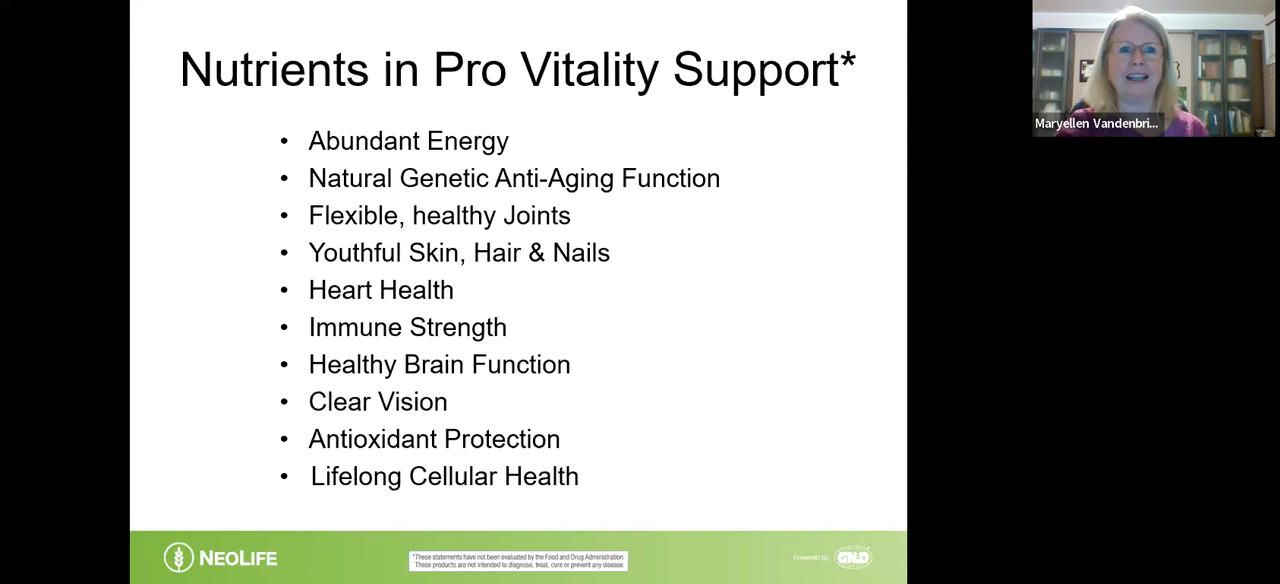 Nutrients in Pro Vitality Support*
• Abundant Energy
• Natural Genetic Anti-Aging Function
• Flexible, healthy Joints
• Youthful Skin, Hair & Nails
• Heart Health
• Immune Strength
• Healthy Brain Function
• Clear Vision
• Antioxidant Protection
• Lifelong Cellular Health
Maryellen Vandenbri...
NEOLIFE
*These statements have not been evaluated by the Food and Drug Administration.
These products are not intended to diagnose, treat, cure or prevent any disease.
Powered by
GNLD